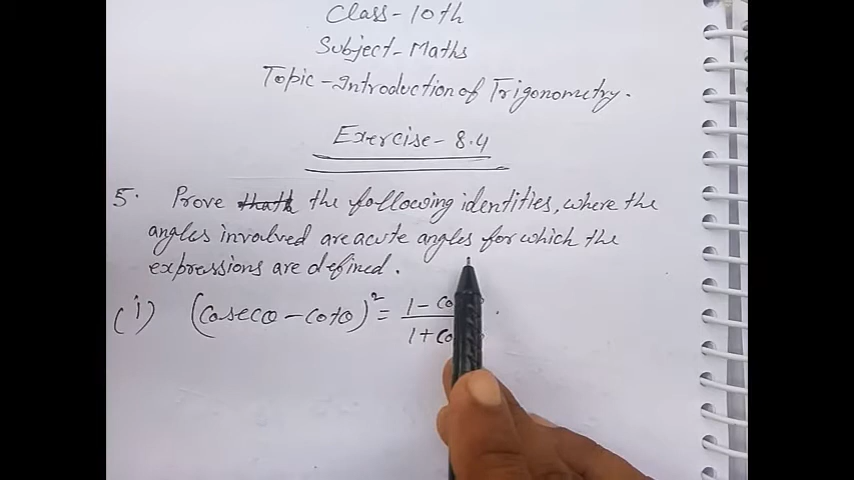 Class-10th
Subject-Maths
Topic-Introduction of Trigonometry.
Exercise-8.4
5. Prove that the following identities, where the
angles involved are acute angles for which the
expressions are defined.
(i) (Cosecθ-cotθ)² = 1-Co
1+Co